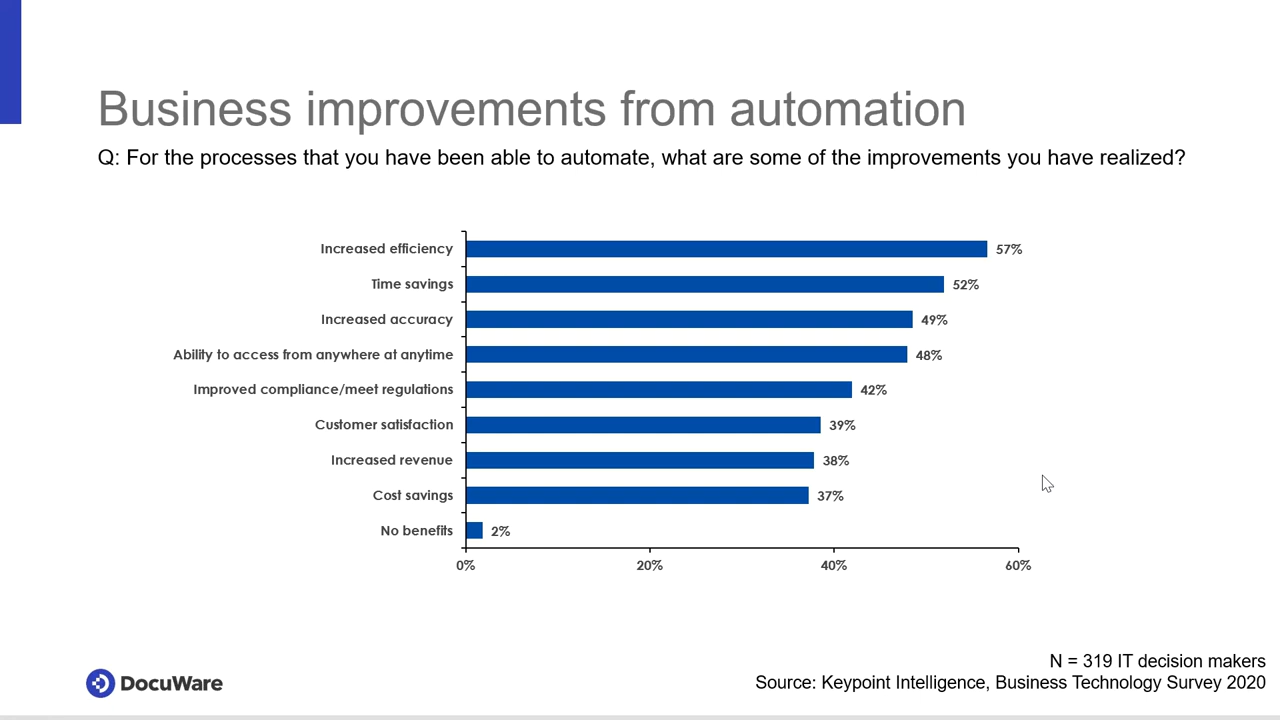 Business improvements from automation
Q: For the processes that you have been able to automate, what are some of the improvements you have realized?
Increased efficiency 57%
Time savings 52%
Increased accuracy 49%
Ability to access from anywhere at anytime 48%
Improved compliance/meet regulations 42%
Customer satisfaction 39%
Increased revenue 38%
Cost savings 37%
No benefits 2%
0% 20% 40% 60%
N = 319 IT decision makers
Source: Keypoint Intelligence, Business Technology Survey 2020
DocuWare